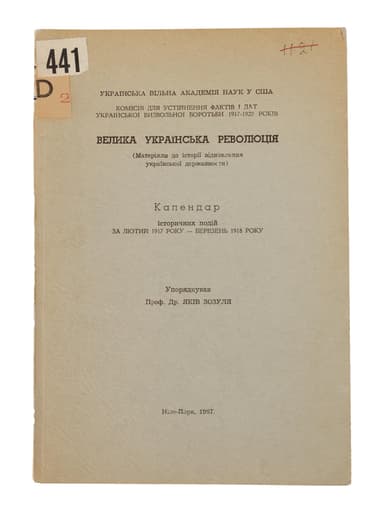 441
D
2
УКРАЇНСЬКА ВІЛЬНА АКАДЕМІЯ НАУК У США
КОМІСІЯ ДЛЯ УСТІЙНЕННЯ ФАКТІВ І ДАТ
УКРАЇНСЬКОЇ ВИЗВОЛЬНОЇ БОРОТЬБИ 1917-1920 РОКІВ
ВЕЛИКА УКРАЇНСЬКА РЕВОЛЮЦІЯ
(Матеріяли до історії відновлення
української державности)
Календар
історичних подій
ЗА ЛЮТИЙ 1917 РОКУ — БЕРЕЗЕНЬ 1918 РОКУ
Упорядкував
Проф. Др. ЯКІВ ЗОЗУЛЯ
Ню-Йорк, 1967.